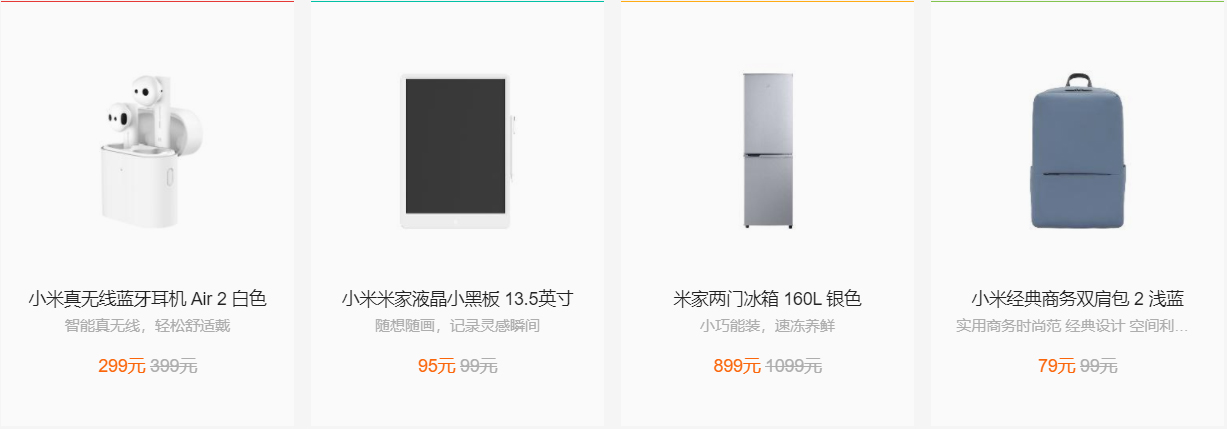 小米真无线蓝牙耳机 Air 2 白色
智能真无线，轻松舒适戴
299元 399元
小米米家液晶小黑板 13.5英寸
随想随画，记录灵感瞬间
95元 99元
米家两门冰箱 160L 银色
小巧能装，速冻养鲜
899元 1099元
小米经典商务双肩包 2 浅蓝
实用商务时尚范 经典设计 空间利...
79元 99元